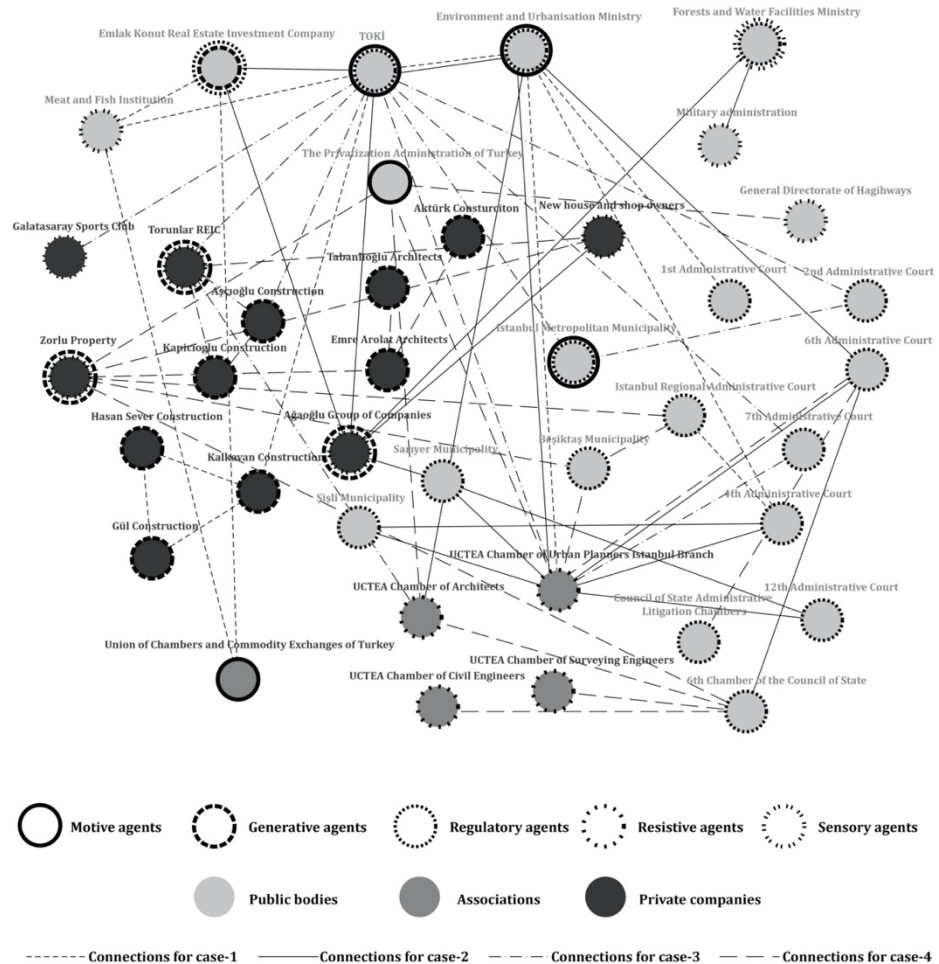 Environment and Urbanisation Ministry
Forests and Water Facilities Ministry
Emlak Konut Real Estate Investment Company
TOKİ
Meat and Fish Institution
Military administration
The Privatization Administration of Turkey
General Directorate of Hagihways
Aktürk Consturciton
New house and shop owners
Galatasaray Sports Club
Torunlar REIC
Tabanlıoğlu Architects
1st Administrative Court
2nd Administrative Court
Aşçıoğlu Construction
Istanbul Metropolitan Municipality
Zorlu Property
Kapicioglu Construction
Emre Arolat Architects
6th Administrative Court
Istanbul Regional Administrative Court
Hasan Sever Construction
Ağaoğlu Group of Companies
7th Administrative Court
Beşiktaş Municipality
Kalkavan Construction
Sarıyer Municipality
4th Administrative Court
Şişli Municipality
Gül Construction
UCTEA Chamber of Urban Plannors Istanbul Branch
UCTEA Chamber of Architects
12th Administrative Court
Council of State Administrative
Litigation Chambers
Union of Chambers and Commodity Exchanges of Turkey
UCTEA Chamber of Surveying Engineers
UCTEA Chamber of Civil Engineers
6th Chamber of the Council of State
Motive agents
Generative agents
Regulatory agents
Resistive agents
Sensory agents
Public bodies
Associations
Private companies
Connections for case-1
Connections for case-2
Connections for case-3
Connections for case-4